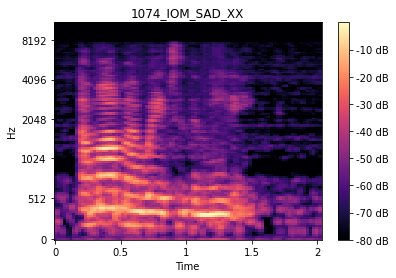 1074_IOM_SAD_XX
8192
4096
2048
1024
512
0
Hz
0
0.5
1
1.5
2
Time
-10 dB
-20 dB
-30 dB
-40 dB
-50 dB
-60 dB
-70 dB
-80 dB